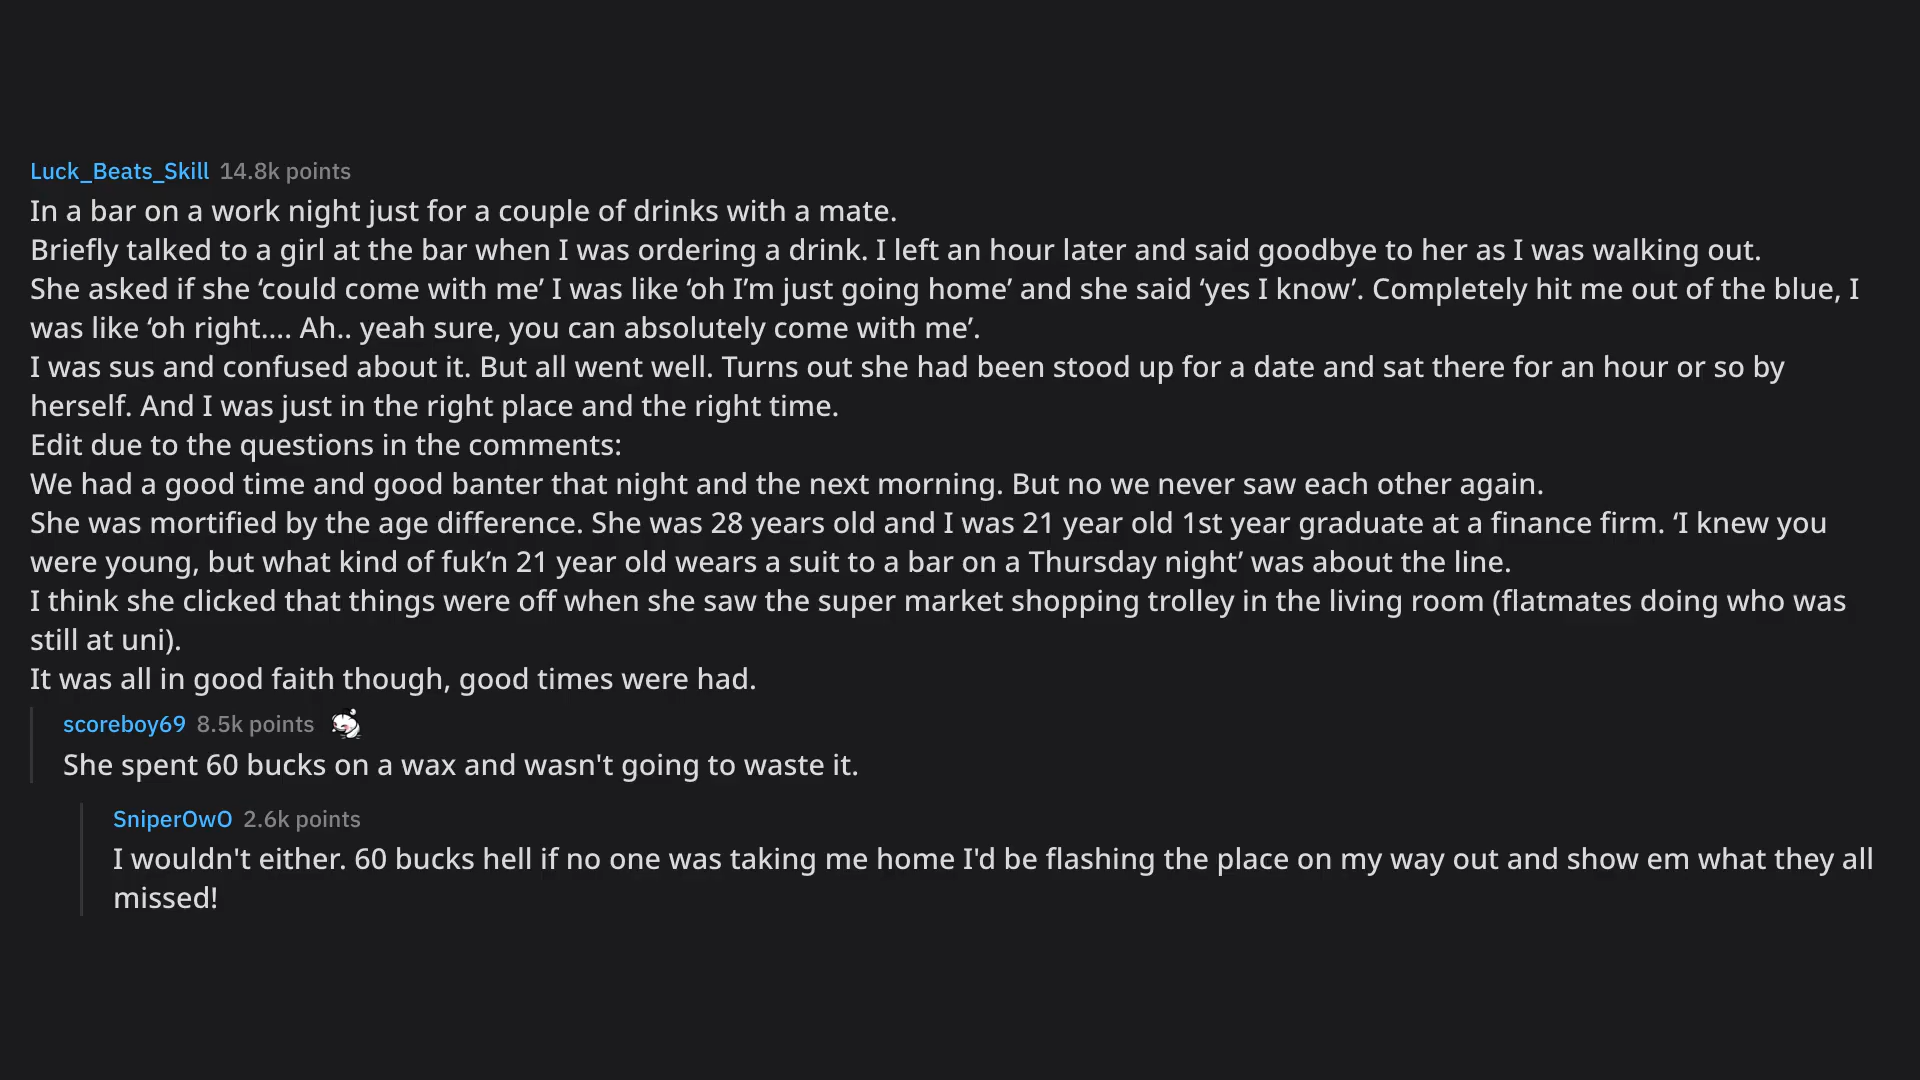 Luck_Beats_Skill 14.8k points
In a bar on a work night just for a couple of drinks with a mate.
Briefly talked to a girl at the bar when I was ordering a drink. I left an hour later and said goodbye to her as I was walking out.
She asked if she ‘could come with me’ I was like ‘oh I’m just going home’ and she said ‘yes I know’. Completely hit me out of the blue, I
was like ‘oh right.... Ah.. yeah sure, you can absolutely come with me’.
I was sus and confused about it. But all went well. Turns out she had been stood up for a date and sat there for an hour or so by
herself. And I was just in the right place and the right time.
Edit due to the questions in the comments:
We had a good time and good banter that night and the next morning. But no we never saw each other again.
She was mortified by the age difference. She was 28 years old and I was 21 year old 1st year graduate at a finance firm. ‘I knew you
were young, but what kind of fuk’n 21 year old wears a suit to a bar on a Thursday night’ was about the line.
I think she clicked that things were off when she saw the super market shopping trolley in the living room (flatmates doing who was
still at uni).
It was all in good faith though, good times were had.
scoreboy69 8.5k points
She spent 60 bucks on a wax and wasn't going to waste it.
SniperOwO 2.6k points
I wouldn't either. 60 bucks hell if no one was taking me home I'd be flashing the place on my way out and show em what they all
missed!